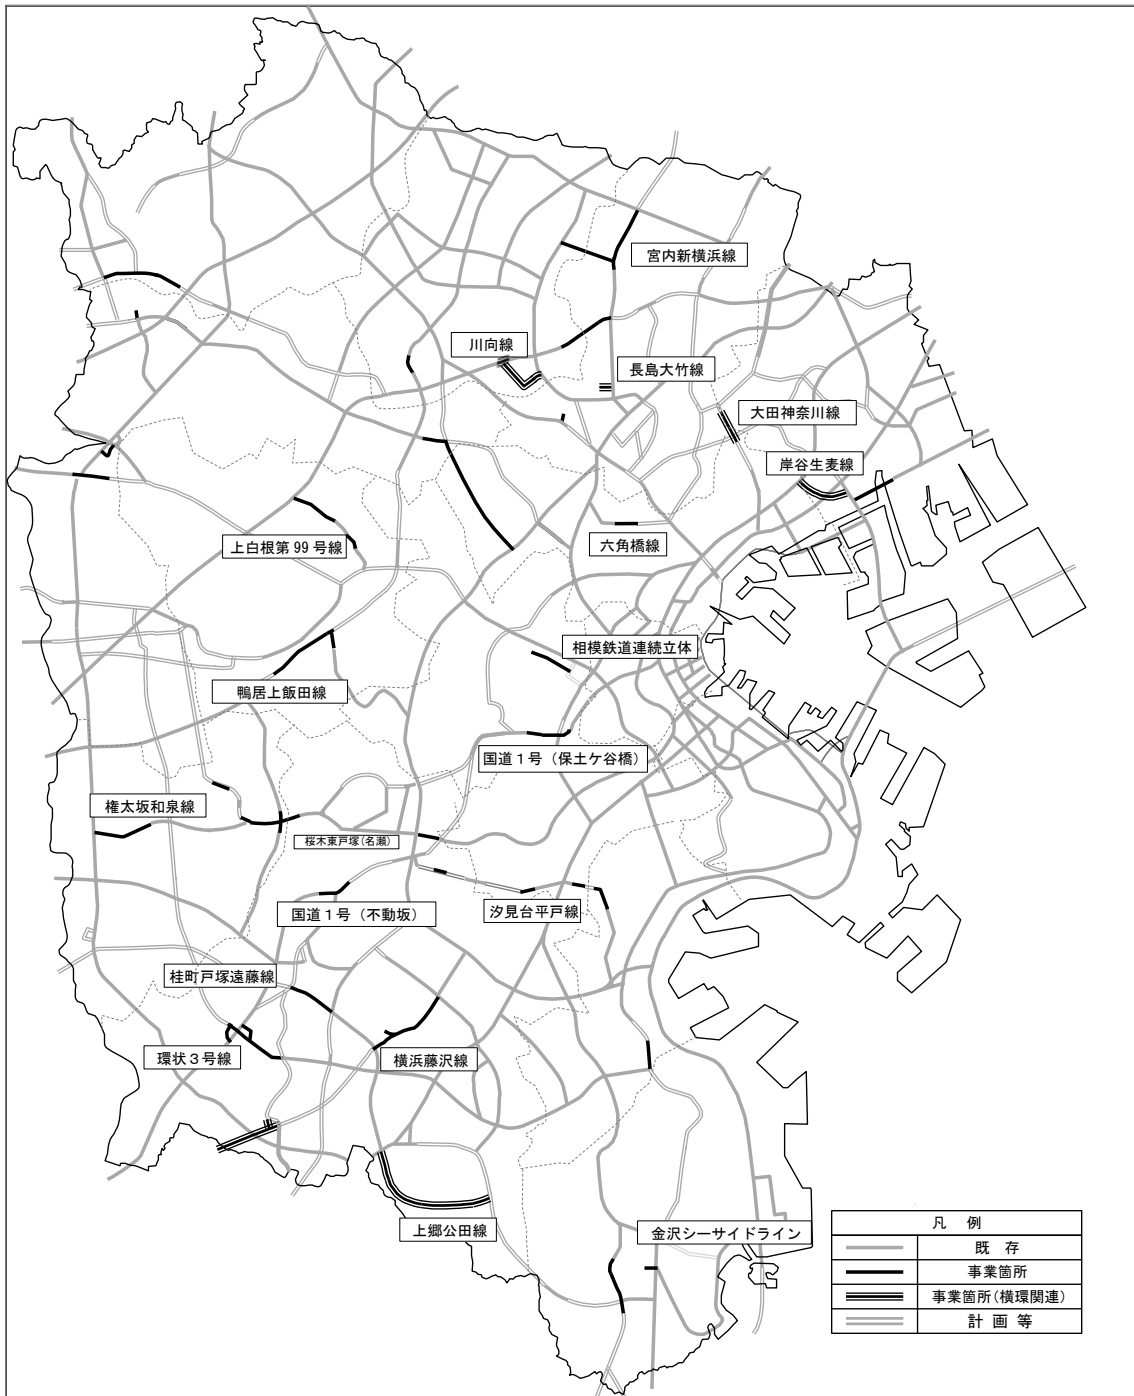 宮内新横浜線
川向線
長島大竹線
大田神奈川線
岸谷生麦線
上白根第99号線
六角橋線
相模鉄道連続立体
鴨居上飯田線
国道1号（保土ケ谷橋）
権太坂和泉線
桜木東戸塚(名瀬)
国道1号（不動坂）
汐見台平戸線
桂町戸塚遠藤線
環状3号線
横浜藤沢線
上郷公田線
金沢シーサイドライン
凡 例
既 存
事業箇所
事業箇所(横環関連)
計 画 等